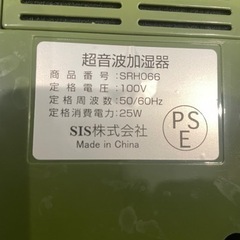 超音波加湿器
商品番号：SRH066
定格電圧：100V
定格周波数：50/60Hz
定格消費電力：25W
SIS株式会社
Made in China
PS
E